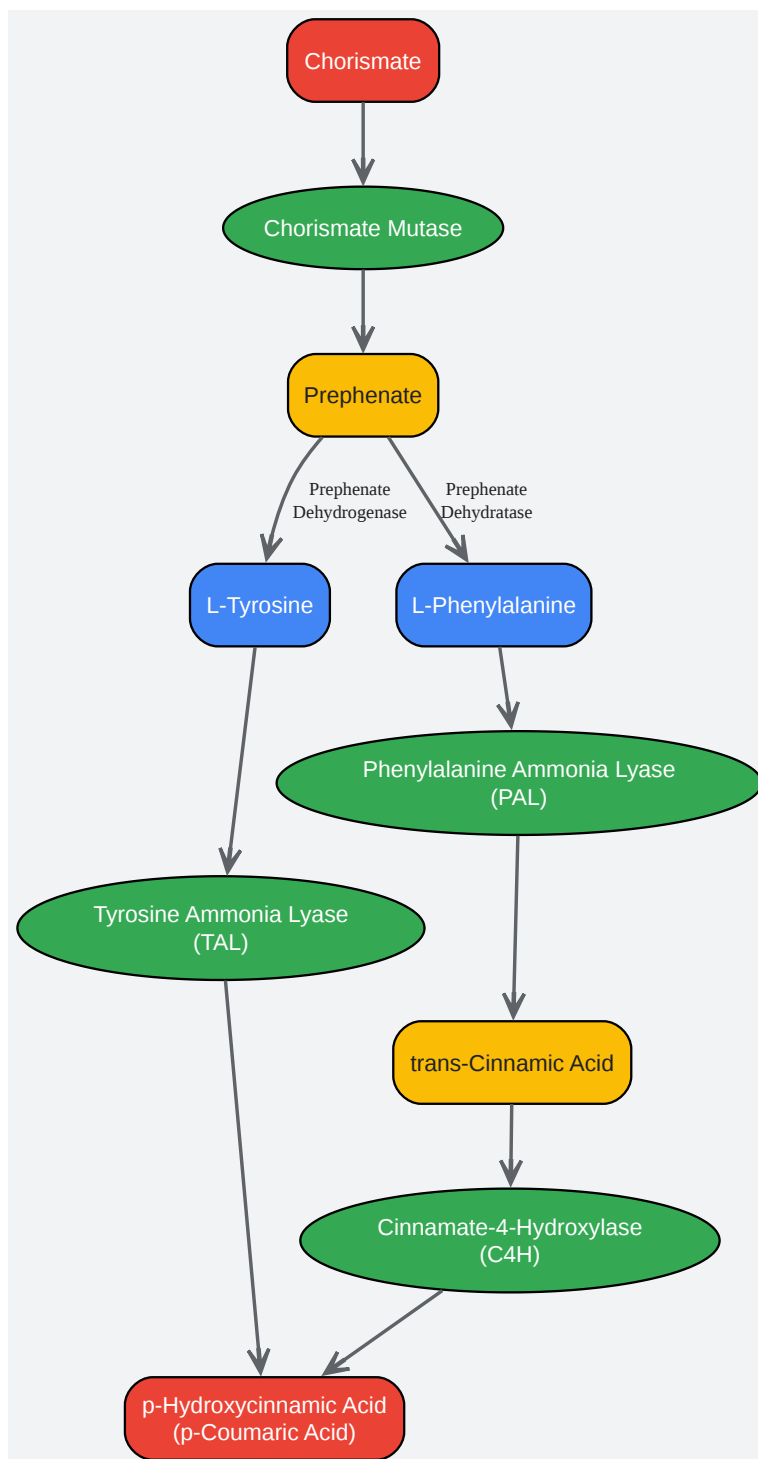 Chorismate
Chorismate Mutase
Prephenate
Prephenate
Dehydrogenase
Prephenate
Dehydratase
L-Tyrosine
L-Phenylalanine
Phenylalanine Ammonia Lyase
(PAL)
Tyrosine Ammonia Lyase
(TAL)
trans-Cinnamic Acid
Cinnamate-4-Hydroxylase
(C4H)
p-Hydroxycinnamic Acid
(p-Coumaric Acid)